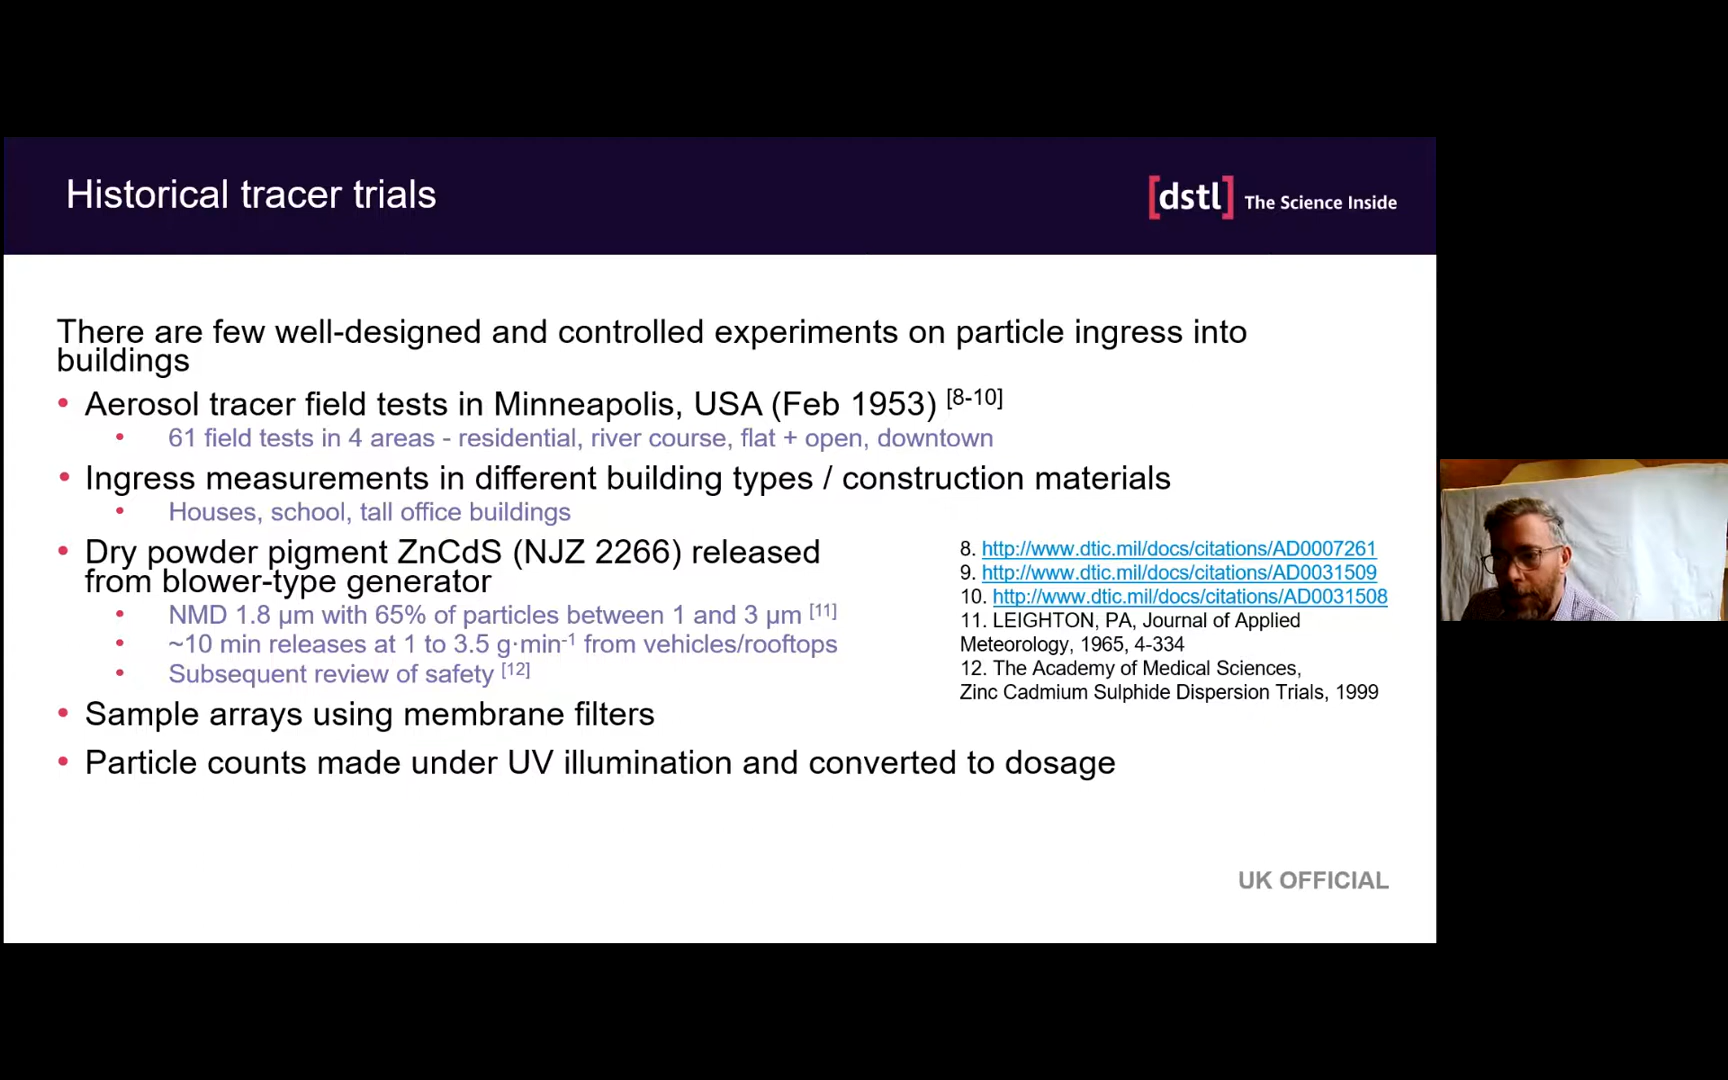 Historical tracer trials
[dstl] The Science Inside
There are few well-designed and controlled experiments on particle ingress into
buildings
• Aerosol tracer field tests in Minneapolis, USA (Feb 1953) [8-10]
• 61 field tests in 4 areas - residential, river course, flat + open, downtown
• Ingress measurements in different building types / construction materials
• Houses, school, tall office buildings
• Dry powder pigment ZnCdS (NJZ 2266) released
from blower-type generator
• NMD 1.8 µm with 65% of particles between 1 and 3 µm [11]
• ~10 min releases at 1 to 3.5 g·min-1 from vehicles/rooftops
• Subsequent review of safety [12]
• Sample arrays using membrane filters
• Particle counts made under UV illumination and converted to dosage
8. http://www.dtic.mil/docs/citations/AD0007261
9. http://www.dtic.mil/docs/citations/AD0031509
10. http://www.dtic.mil/docs/citations/AD0031508
11. LEIGHTON, PA, Journal of Applied
Meteorology, 1965, 4-334
12. The Academy of Medical Sciences,
Zinc Cadmium Sulphide Dispersion Trials, 1999
UK OFFICIAL